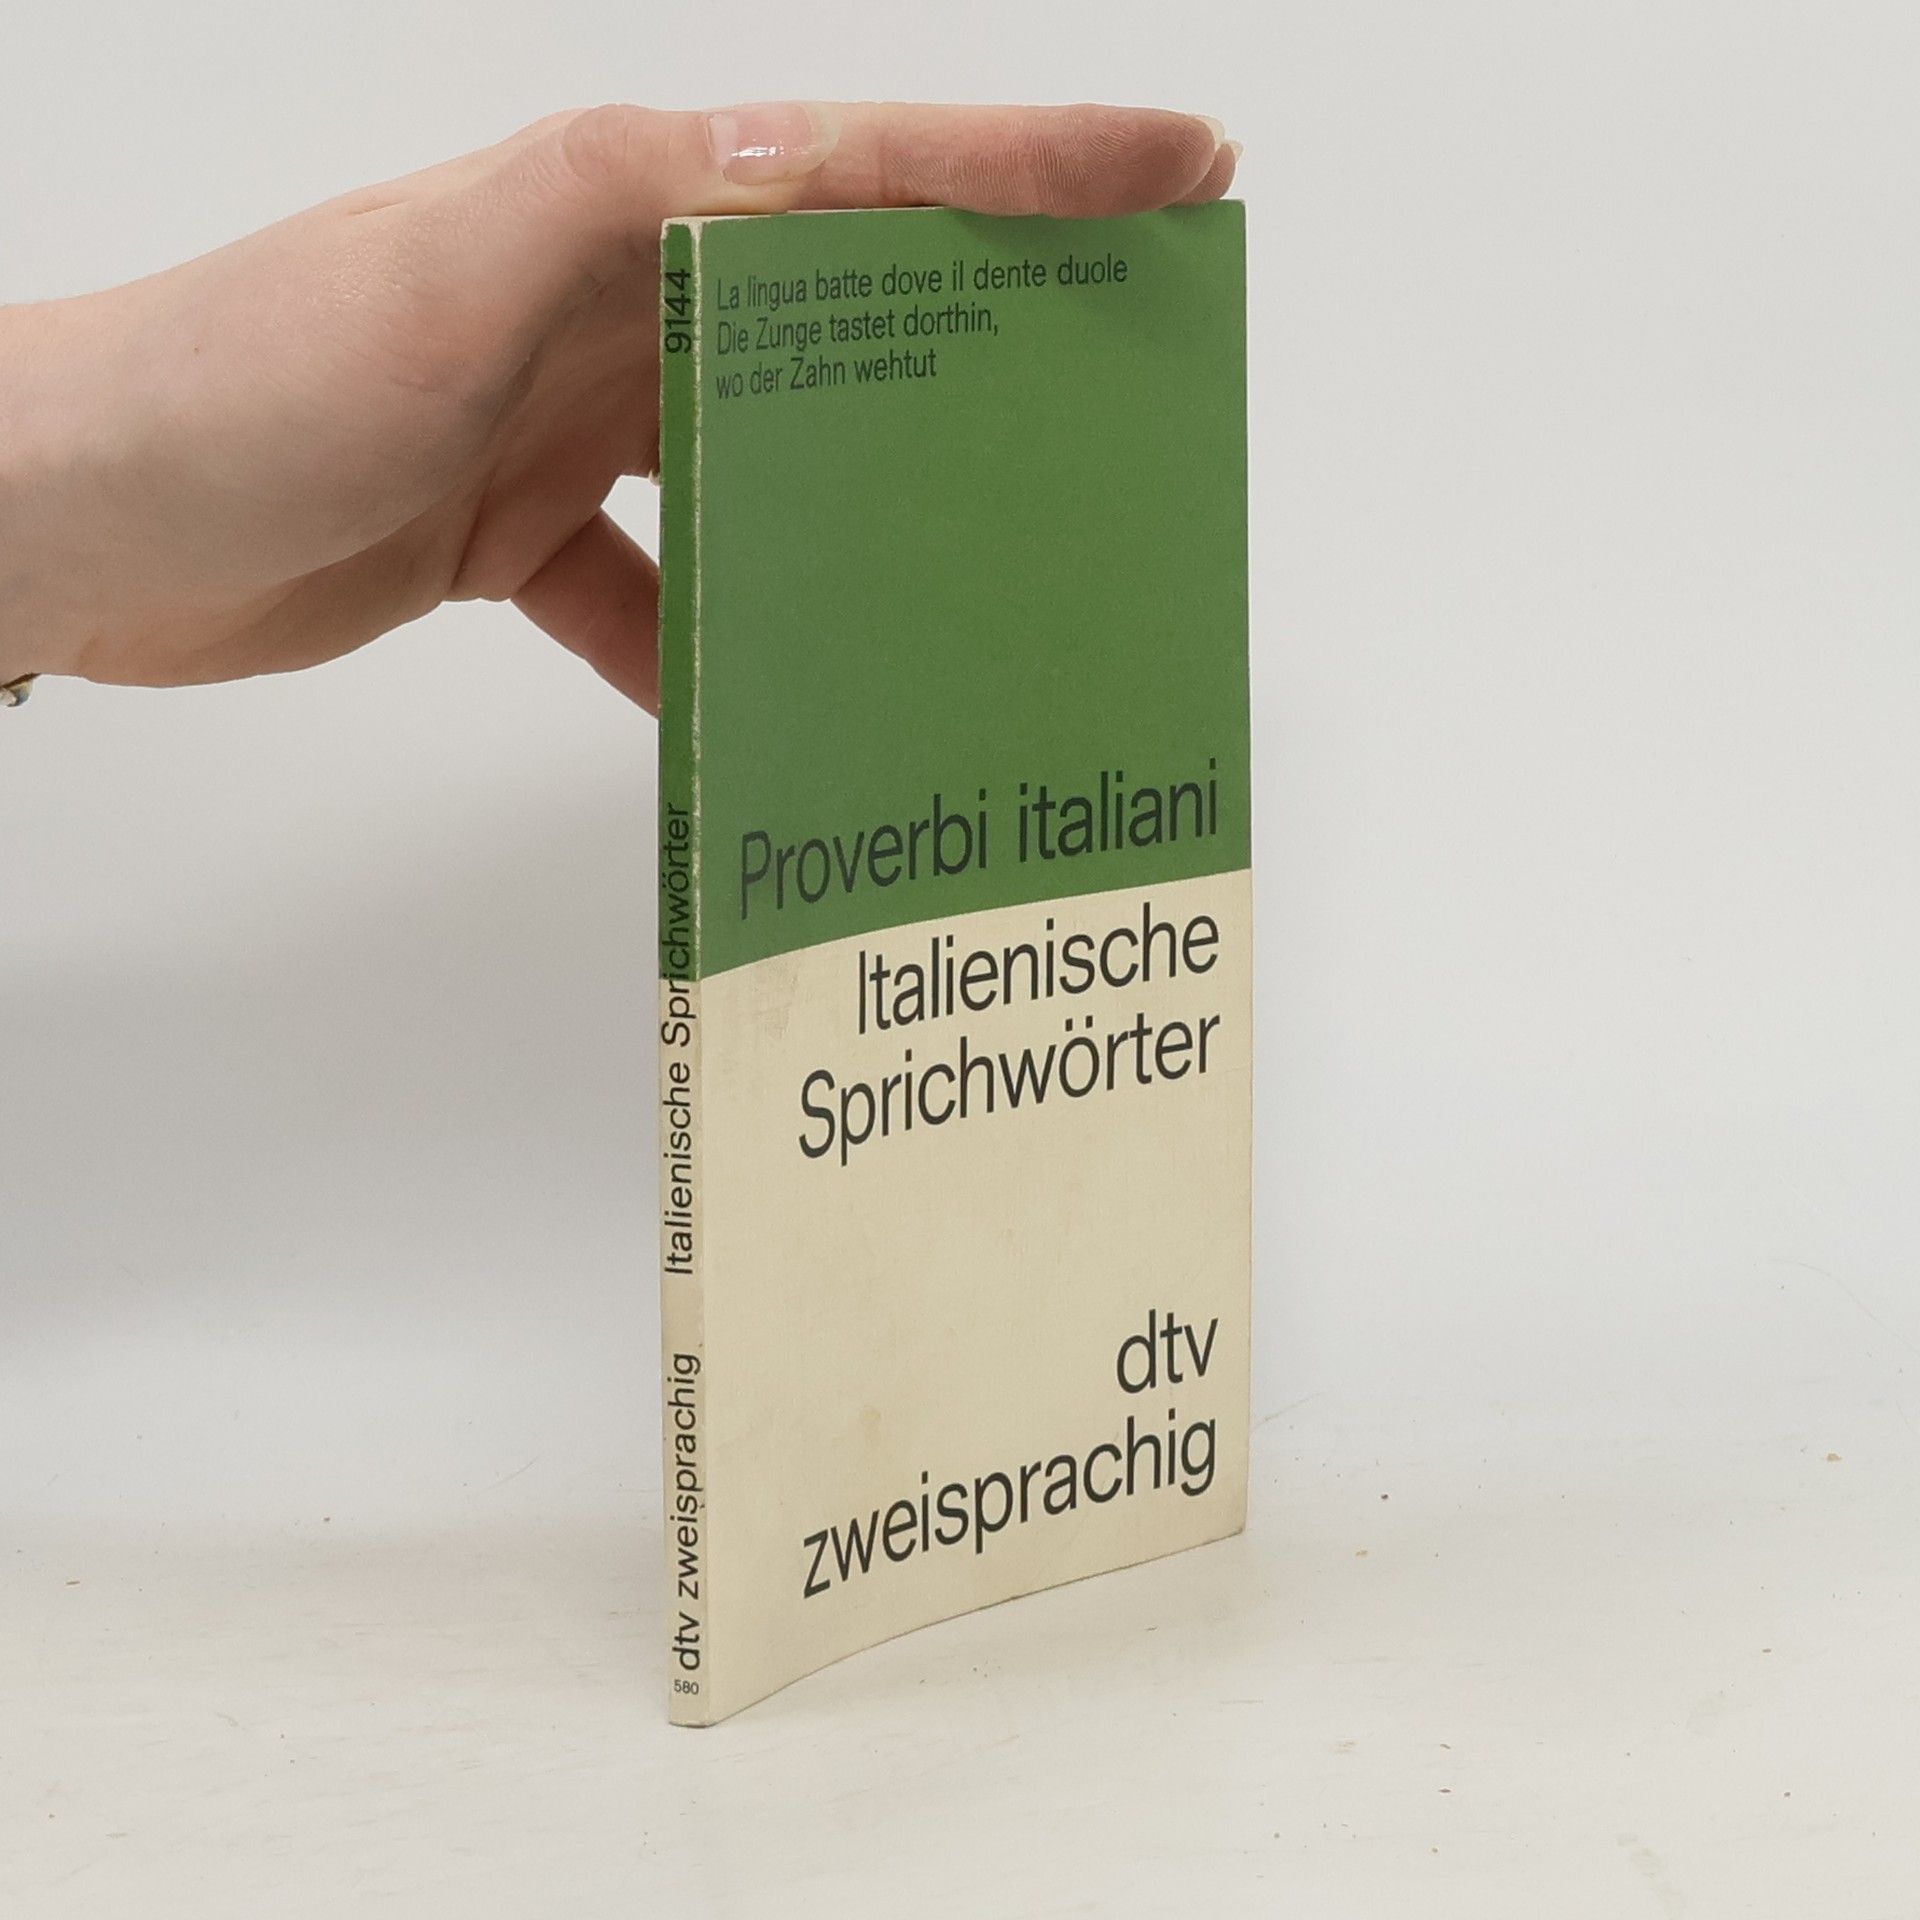 La lingua batte dove il dente duole
Die Zunge tastet dorthin,
wo der Zahn wehtut
Proverbi italiani
Italienische
Sprichwörter
dtv
zweisprachig
580 dtv zweisprachig Italienische Sprichwörter 9144